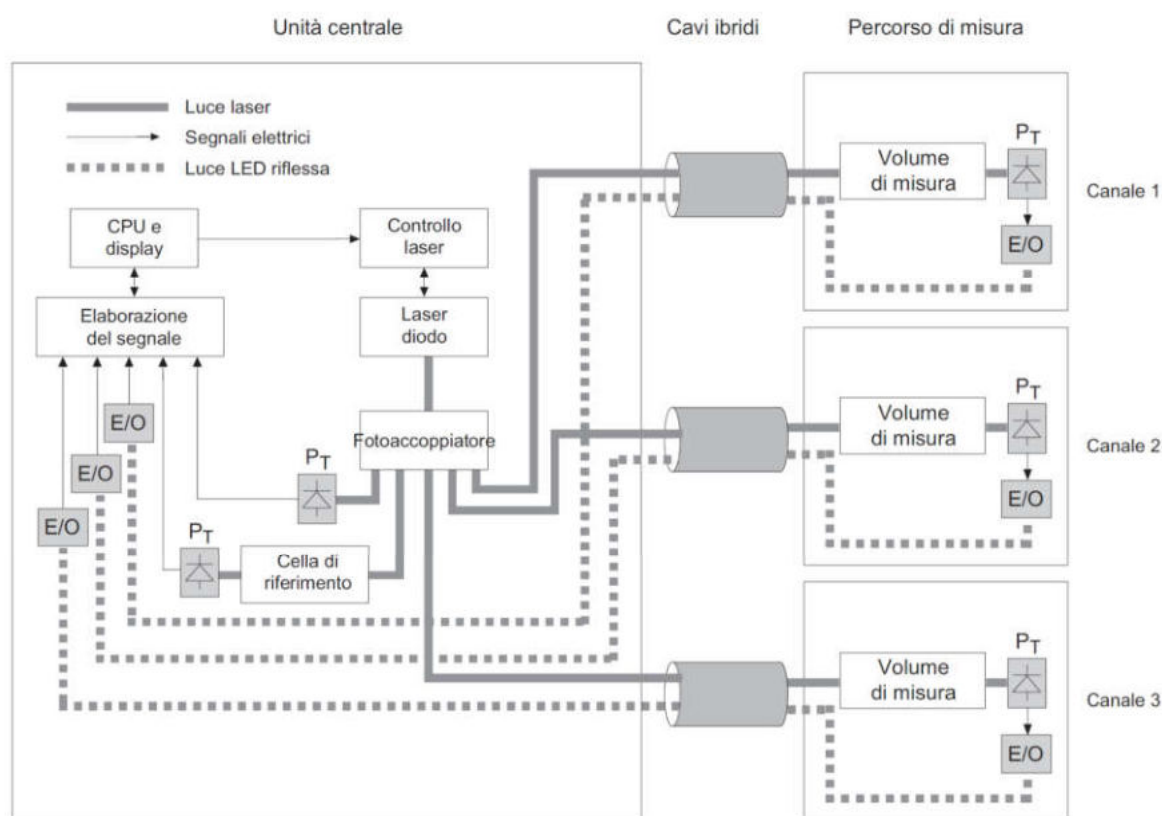 Unità centrale
Cavi ibridi
Percorso di misura
Luce laser
Segnali elettrici
Luce LED riflessa
CPU e
display
Controllo
laser
Elaborazione
del segnale
Laser
diodo
E/O
E/O
E/O
Fotoaccoppiatore
PT
PT
Cella di
riferimento
Volume
di misura
PT
E/O
Canale 1
Volume
di misura
PT
E/O
Canale 2
Volume
di misura
PT
E/O
Canale 3